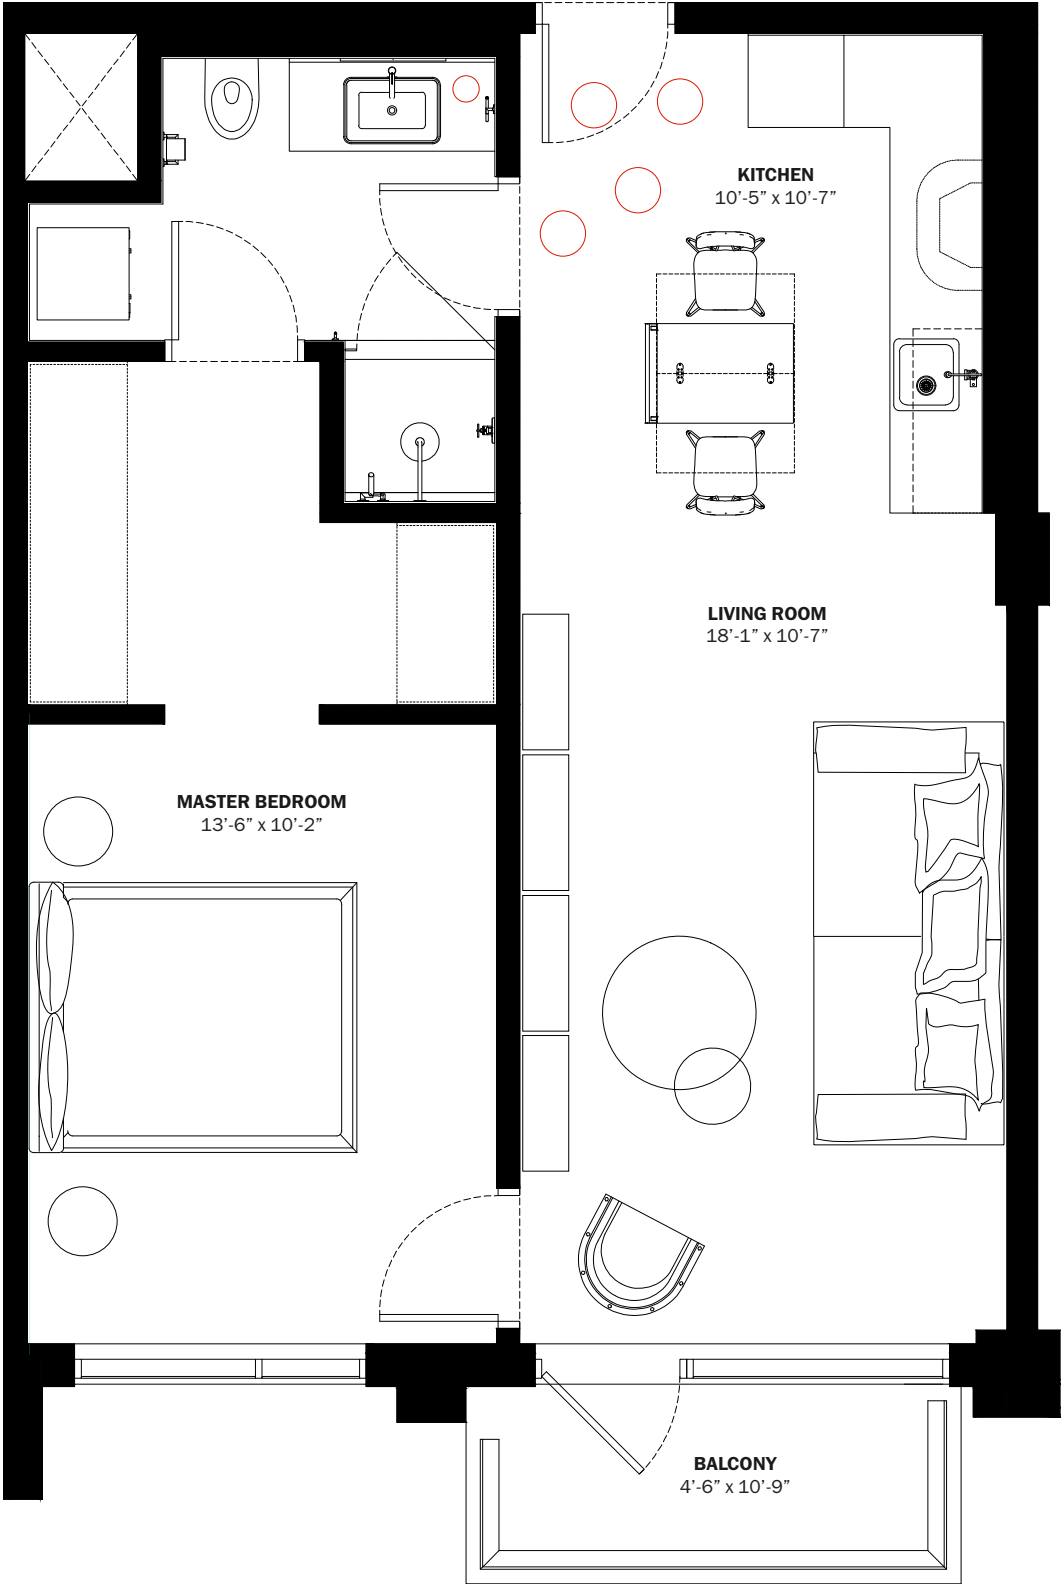 KITCHEN
10’-5” x 10’-7”
LIVING ROOM
18’-1” x 10’-7”
MASTER BEDROOM
13’-6” x 10’-2”
BALCONY
4’-6” x 10’-9”